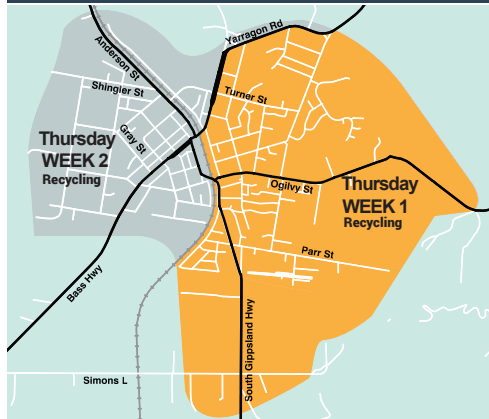 Yarragon Rd
Anderson St
Shingler St
Turner St
Gray St
Thursday
WEEK 2
Recycling
Ogilvy St
Thursday
WEEK 1
Recycling
Parr St
Bass Hwy
South Gippsland Hwy
Simons L